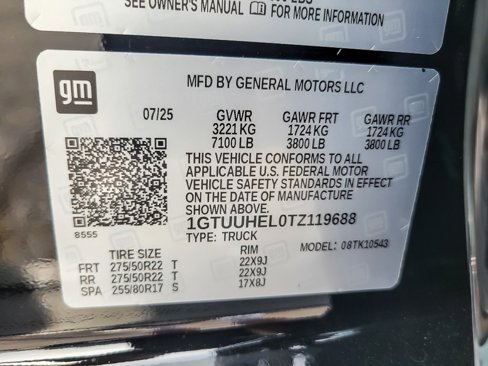 SEE OWNER'S MANUAL FOR MORE INFORMATION
gm
MFD BY GENERAL MOTORS LLC
07/25 GVWR GAWR FRT GAWR RR
3221 KG 1724 KG 1724 KG
7100 LB 3800 LB 3800 LB
THIS VEHICLE CONFORMS TO ALL
APPLICABLE U.S. FEDERAL MOTOR
VEHICLE SAFETY STANDARDS IN EFFECT
ON THE DATE OF MANUFACTURE
SHOWN ABOVE.
1GTUUHEL0TZ119688
8555
TYPE: TRUCK MODEL: 08TK10543
TIRE SIZE RIM
FRT 275/50R22 T 22X9J
RR 275/50R22 T 22X9J
SPA 255/80R17 S 17X8J